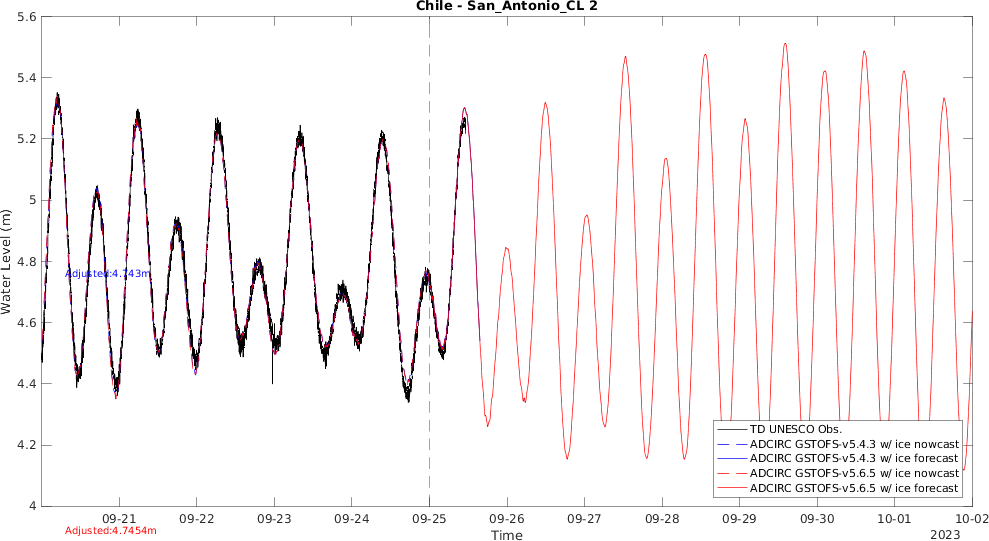 Chile - San_Antonio_CL 2
5.6
5.4
5.2
5
4.8
4.6
4.4
4.2
4
Water Level (m)
Adjusted:4.743m
TD UNESCO Obs.
ADCIRC GSTOFS-v5.4.3 w/ ice nowcast
ADCIRC GSTOFS-v5.4.3 w/ ice forecast
ADCIRC GSTOFS-v5.6.5 w/ ice nowcast
ADCIRC GSTOFS-v5.6.5 w/ ice forecast
09-21 09-22 09-23 09-24 09-25 09-26 09-27 09-28 09-29 09-30 10-01 10-02
Adjusted:4.7454m
Time
2023